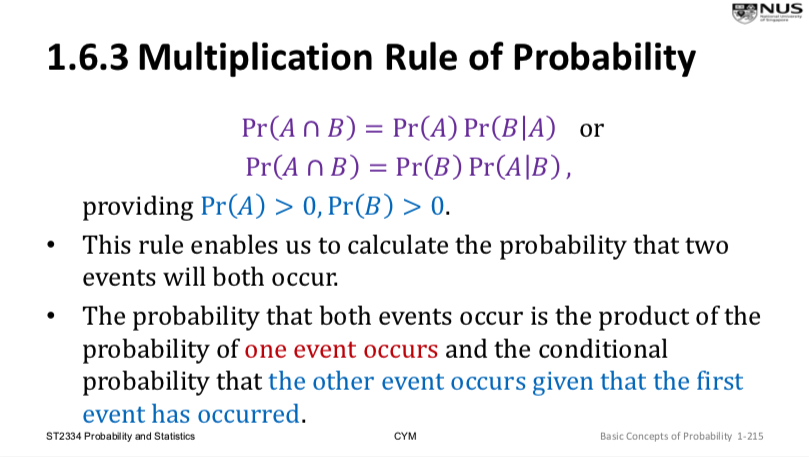 NUS
National University
of Singapore
1.6.3 Multiplication Rule of Probability
Pr(A ∩ B) = Pr(A) Pr(B|A) or
Pr(A ∩ B) = Pr(B) Pr(A|B),
providing Pr(A) > 0, Pr(B) > 0.
• This rule enables us to calculate the probability that two
events will both occur.
• The probability that both events occur is the product of the
probability of one event occurs and the conditional
probability that the other event occurs given that the first
event has occurred.
ST2334 Probability and Statistics CYM Basic Concepts of Probability 1-215